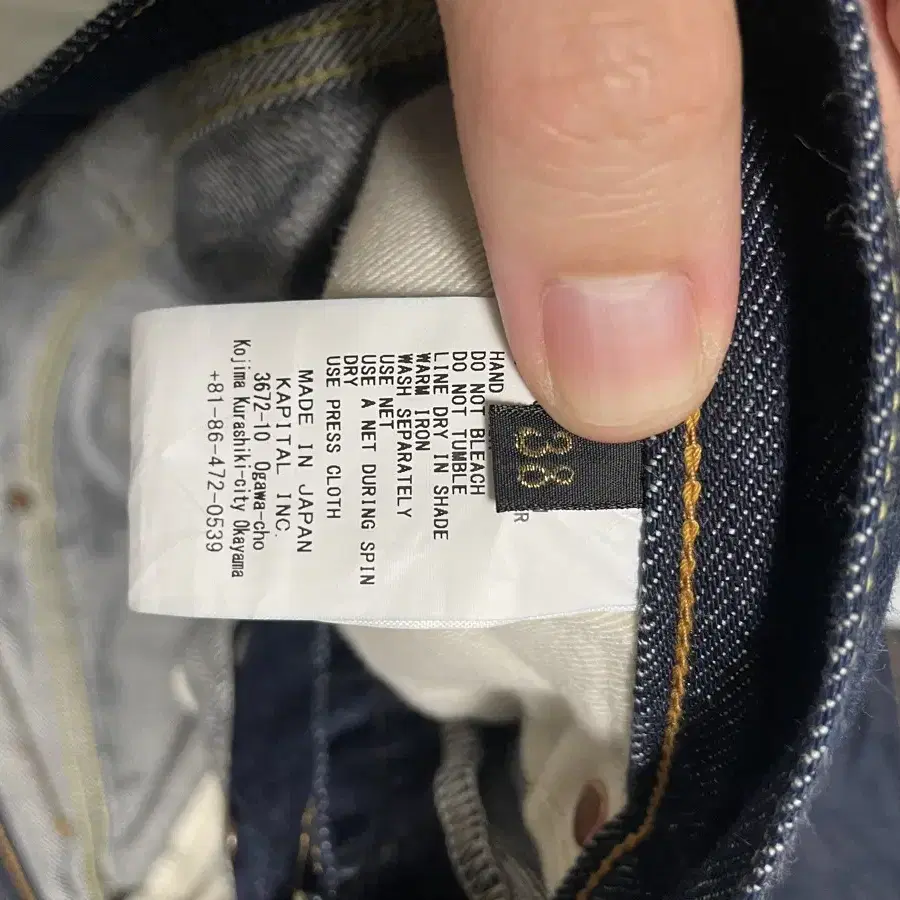 HAND
DO NOT BLEACH
DO NOT TUMBLE
LINE DRY IN SHADE
WARM IRON
WASH SEPARATELY
USE NET
USE A NET DURING SPIN
DRY
USE PRESS CLOTH
MADE IN JAPAN
KAPITAL INC.
3672-10 Ogawa-cho
Kojima Kurashiki-city Okayama
+81-86-472-0539
38